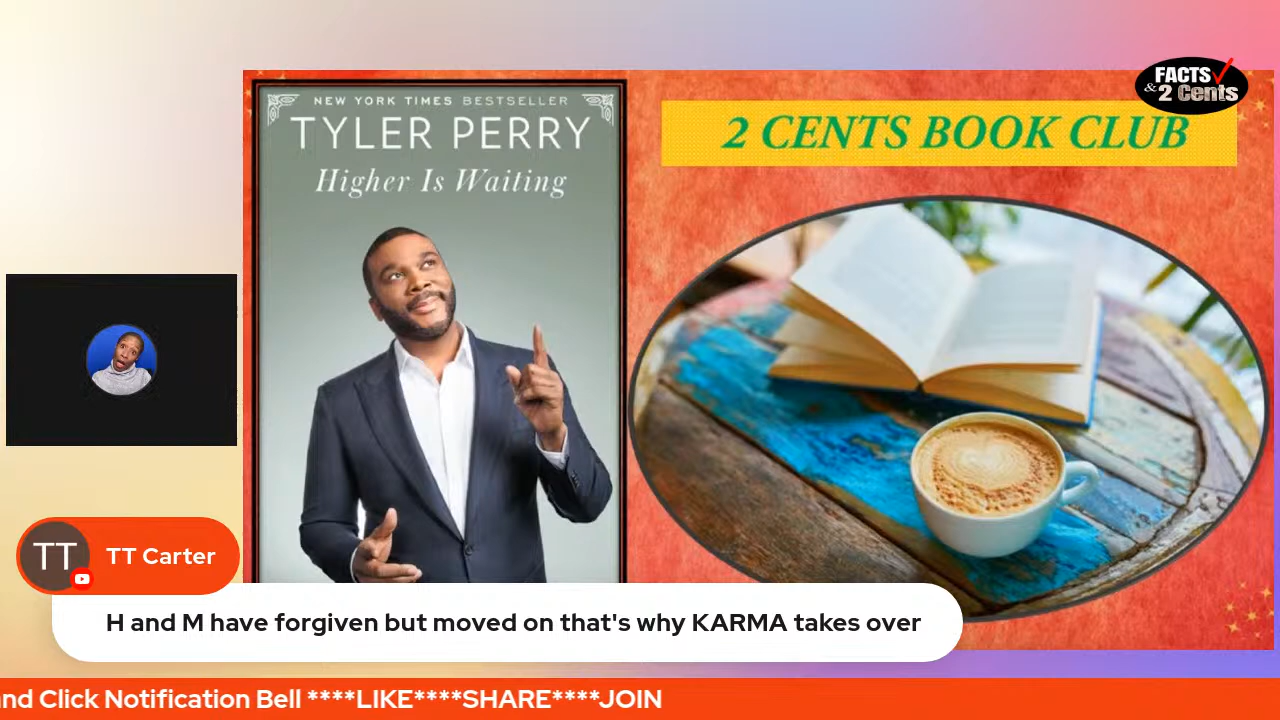 FACTS
& 2 Cents
NEW YORK TIMES BESTSELLER
TYLER PERRY
Higher Is Waiting
2 CENTS BOOK CLUB
TT
TT Carter
H and M have forgiven but moved on that's why KARMA takes over
nd Click Notification Bell ****LIKE****SHARE****JOIN